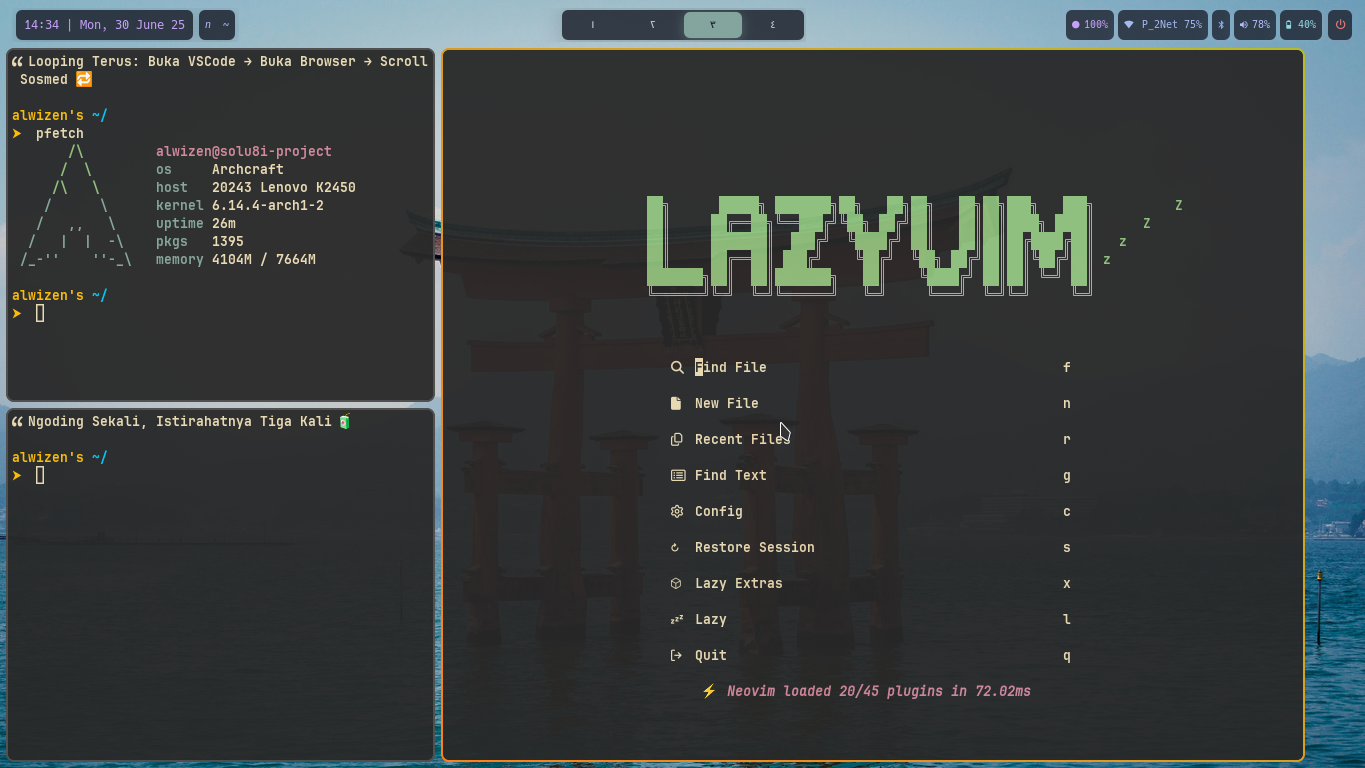 14:34 | Mon, 30 June 25
n ~
١ ٢ ٣ ٤
100%
P_2Net 75%
78%
40%
“ Looping Terus: Buka VSCode → Buka Browser → Scroll
Sosmed 🔁
alwizen's ~/
➤ pfetch
alwizen@solu8i-project
os Archcraft
host 20243 Lenovo K2450
kernel 6.14.4-arch1-2
uptime 26m
pkgs 1395
memory 4104M / 7664M
alwizen's ~/
➤
“ Ngoding Sekali, Istirahatnya Tiga Kali 🧃
alwizen's ~/
➤
LAZYVIM
Z
Z
z
z
Find File f
New File n
Recent Files r
Find Text g
Config c
Restore Session s
Lazy Extras x
Lazy l
Quit q
⚡ Neovim loaded 20/45 plugins in 72.02ms